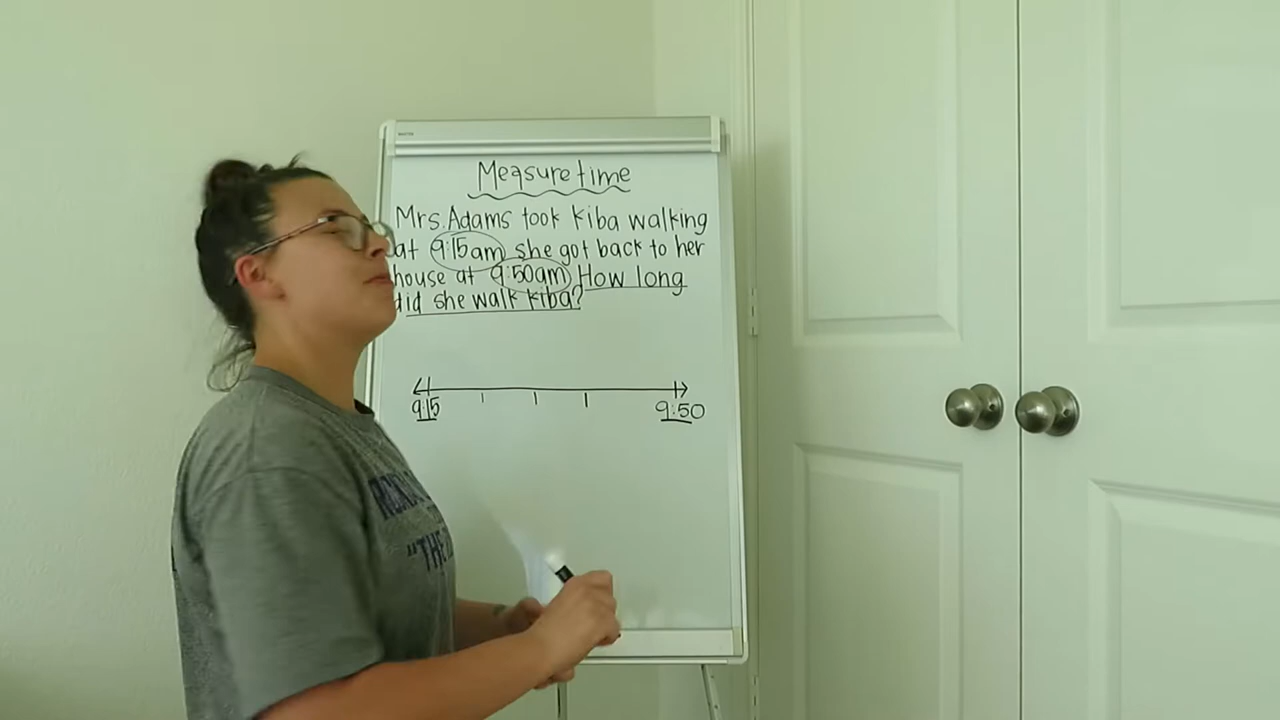 Measure time
Mrs. Adams took Kiba walking
at 9:15am she got back to her
house at 9:50am How long
did she walk Kiba?
9:15
9:50
"THE